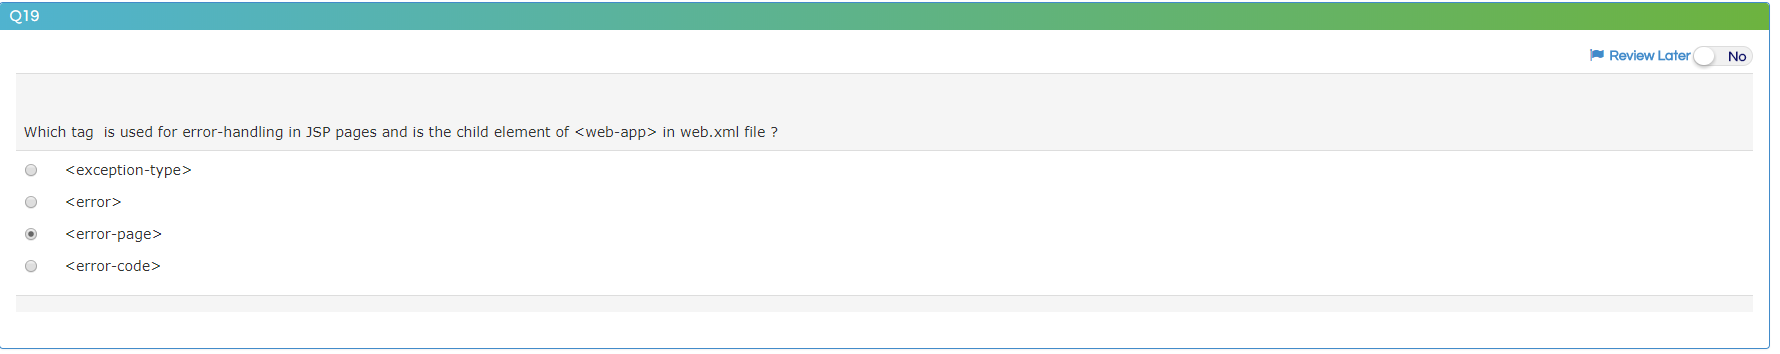 Q19
Review Later No
Which tag  is used for error-handling in JSP pages and is the child element of <web-app> in web.xml file ?
<exception-type>
<error>
<error-page>
<error-code>